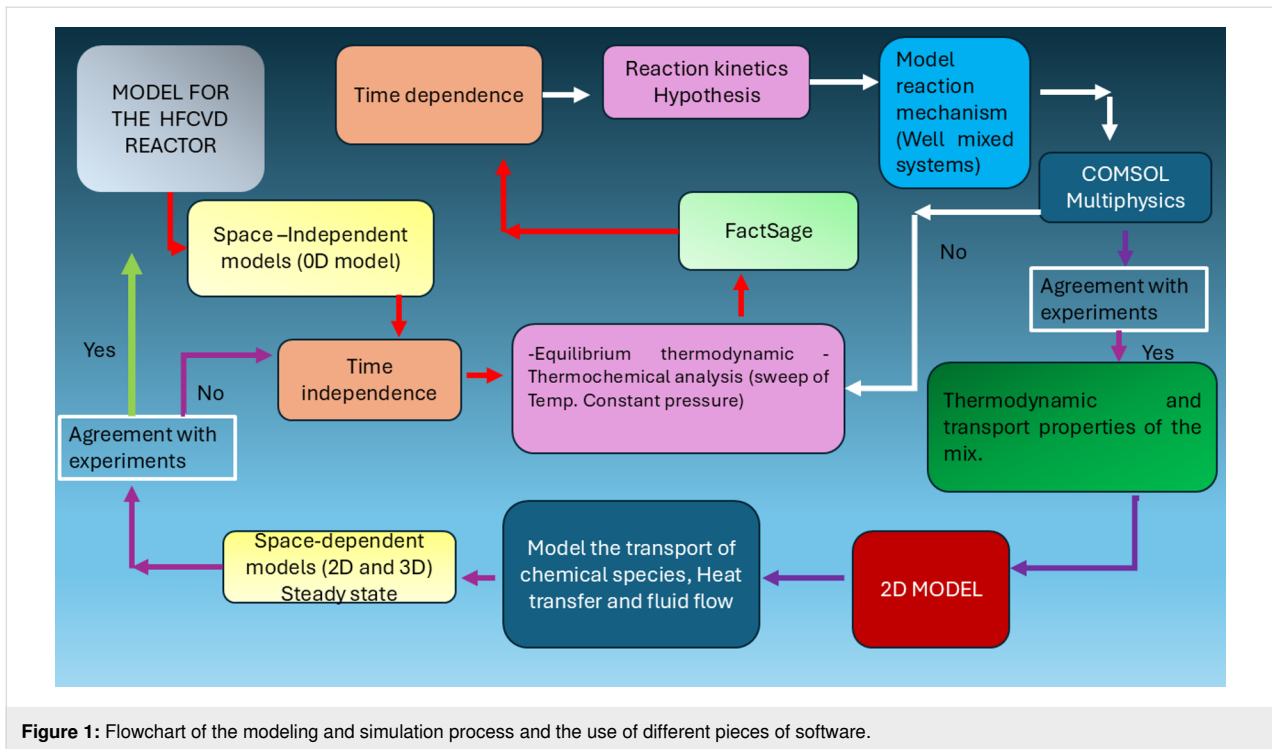 MODEL FOR
THE HFCVD
REACTOR
Time dependence
Reaction kinetics
Hypothesis
Model
reaction
mechanism
(Well mixed
systems)
COMSOL
Multiphysics
Space –Independent
models (0D model)
FactSage
No
Agreement with
experiments
Yes
Time
independence
-Equilibrium thermodynamic -
Thermochemical analysis (sweep of
Temp. Constant pressure)
Thermodynamic and
transport properties of the
mix.
Yes
No
Agreement with
experiments
Space-dependent
models (2D and 3D)
Steady state
Model the transport of
chemical species, Heat
transfer and fluid flow
2D MODEL
Figure 1: Flowchart of the modeling and simulation process and the use of different pieces of software.